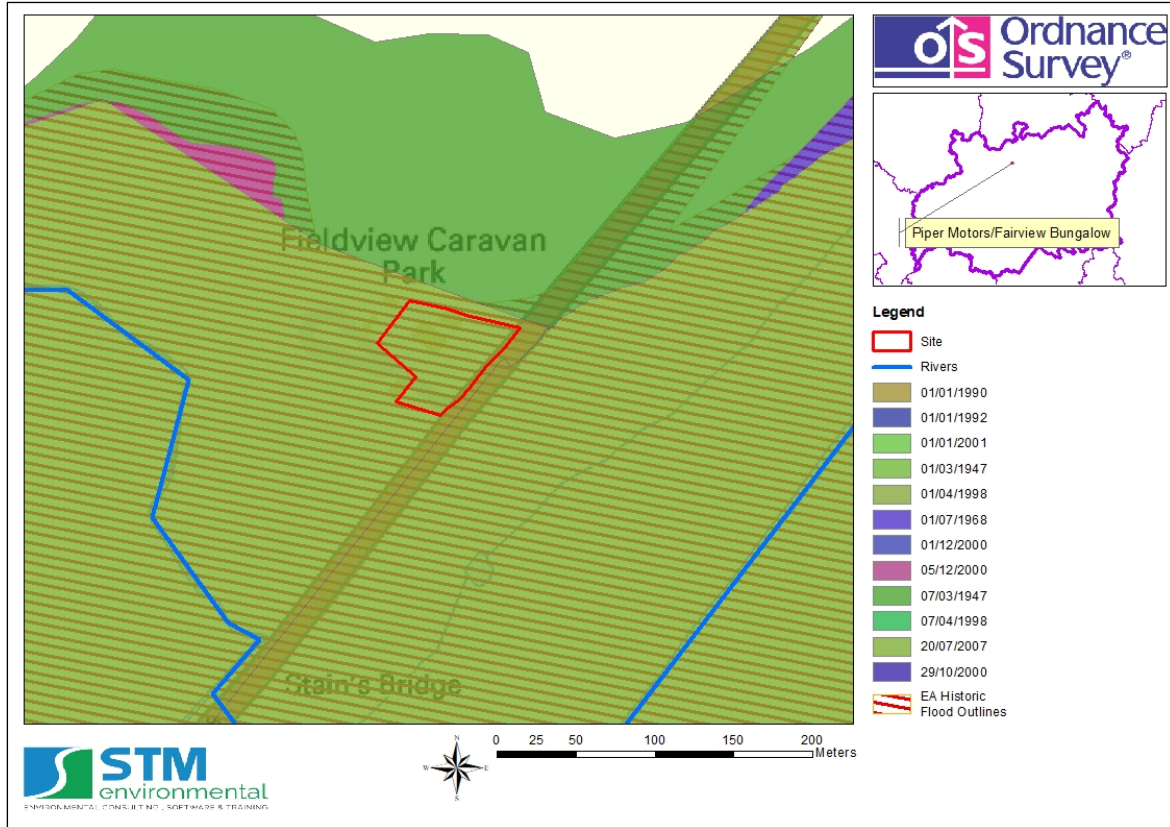 Fieldview Caravan
Park
Stain's Bridge
OS Ordnance
Survey®
Piper Motors/Fairview Bungalow
Legend
Site
Rivers
01/01/1990
01/01/1992
01/01/2001
01/03/1947
01/04/1998
01/07/1968
01/12/2000
05/12/2000
07/03/1947
07/04/1998
20/07/2007
29/10/2000
EA Historic
Flood Outlines
STM
environmental
ENVIRONMENTAL CONSULTING , SOFTWARE & TRAINING
N
W E
S
0 25 50 100 150 200
Meters